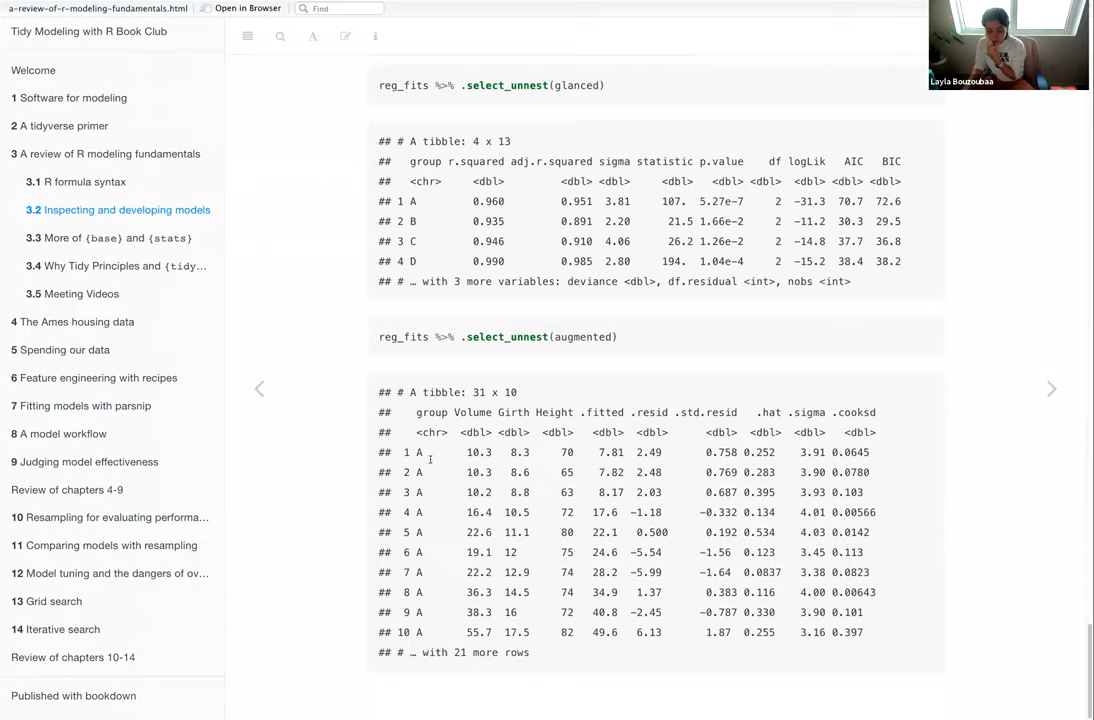 a-review-of-r-modeling-fundamentals.html
Open in Browser
Find
Tidy Modeling with R Book Club
Welcome
1 Software for modeling
2 A tidyverse primer
3 A review of R modeling fundamentals
3.1 R formula syntax
3.2 Inspecting and developing models
3.3 More of {base} and {stats}
3.4 Why Tidy Principles and {tidy…
3.5 Meeting Videos
4 The Ames housing data
5 Spending our data
6 Feature engineering with recipes
7 Fitting models with parsnip
8 A model workflow
9 Judging model effectiveness
Review of chapters 4-9
10 Resampling for evaluating performa…
11 Comparing models with resampling
12 Model tuning and the dangers of ov…
13 Grid search
14 Iterative search
Review of chapters 10-14
Published with bookdown
reg_fits %>% .select_unnest(glanced)
## # A tibble: 4 x 13
##   group r.squared adj.r.squared sigma statistic p.value    df logLik   AIC   BIC
##   <chr>     <dbl>         <dbl> <dbl>     <dbl>   <dbl> <dbl>  <dbl> <dbl> <dbl>
## 1 A         0.960         0.951  3.81     107.  5.27e-7     2  -31.3  70.7  72.6
## 2 B         0.935         0.891  2.20      21.5 1.66e-2     2  -11.2  30.3  29.5
## 3 C         0.946         0.910  4.06      26.2 1.26e-2     2  -14.8  37.7  36.8
## 4 D         0.990         0.985  2.80     194.  1.04e-4     2  -15.2  38.4  38.2
## # … with 3 more variables: deviance <dbl>, df.residual <int>, nobs <int>
reg_fits %>% .select_unnest(augmented)
## # A tibble: 31 x 10
##    group Volume Girth Height .fitted .resid .std.resid   .hat .sigma .cooksd
##    <chr>  <dbl> <dbl>  <dbl>   <dbl>  <dbl>      <dbl>  <dbl>  <dbl>   <dbl>
##  1 A       10.3   8.3     70    7.81  2.49       0.758 0.252    3.91 0.0645
##  2 A       10.3   8.6     65    7.82  2.48       0.769 0.283    3.90 0.0780
##  3 A       10.2   8.8     63    8.17  2.03       0.687 0.395    3.93 0.103
##  4 A       16.4  10.5     72   17.6  -1.18      -0.332 0.134    4.01 0.00566
##  5 A       22.6  11.1     80   22.1   0.500      0.192 0.534    4.03 0.0142
##  6 A       19.1  12       75   24.6  -5.54      -1.56  0.123    3.45 0.113
##  7 A       22.2  12.9     74   28.2  -5.99      -1.64  0.0837   3.38 0.0823
##  8 A       36.3  14.5     74   34.9   1.37       0.383 0.116    4.00 0.00643
##  9 A       38.3  16       72   40.8  -2.45      -0.787 0.330    3.90 0.101
## 10 A       55.7  17.5     82   49.6   6.13       1.87  0.255    3.16 0.397
## # … with 21 more rows
Layla Bouzoubaa